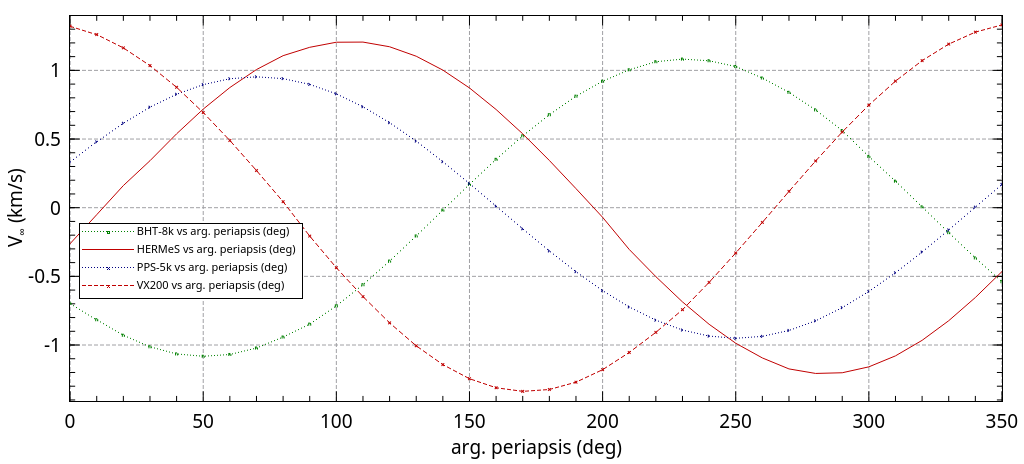 1
0.5
0
-0.5
-1
V∞ (km/s)
BHT-8k vs arg. periapsis (deg)
HERMeS vs arg. periapsis (deg)
PPS-5k vs arg. periapsis (deg)
VX200 vs arg. periapsis (deg)
0 50 100 150 200 250 300 350
arg. periapsis (deg)